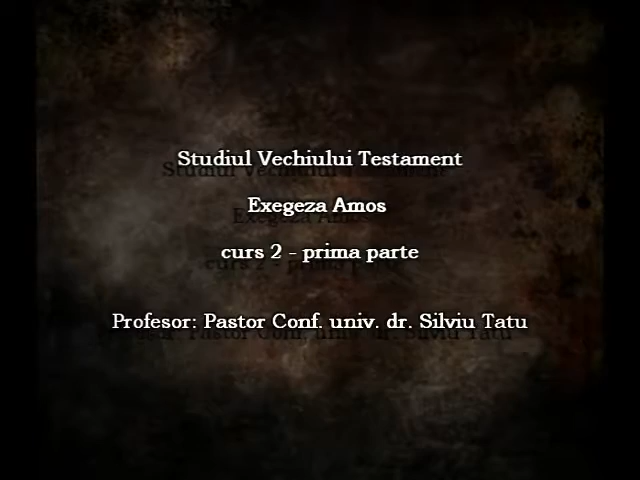 Studiul Vechiului Testament
Exegeza Amos
curs 2 - prima parte
Profesor: Pastor Conf. univ. dr. Silviu Tatu